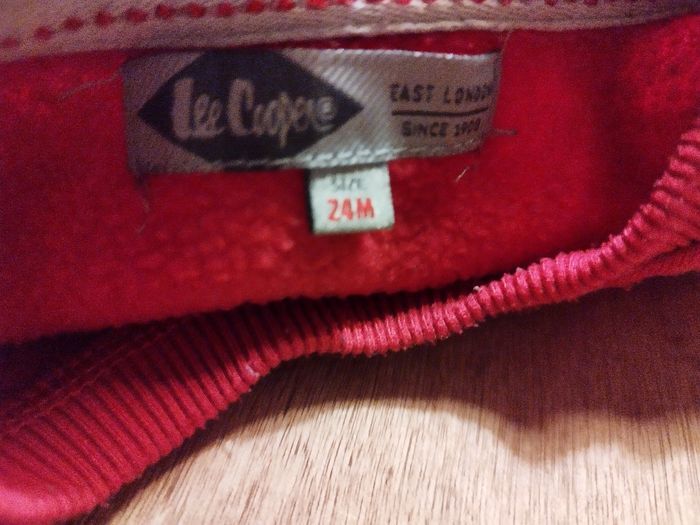 Lee Cooper®
EAST LONDON
SINCE 1908
SIZE
24M